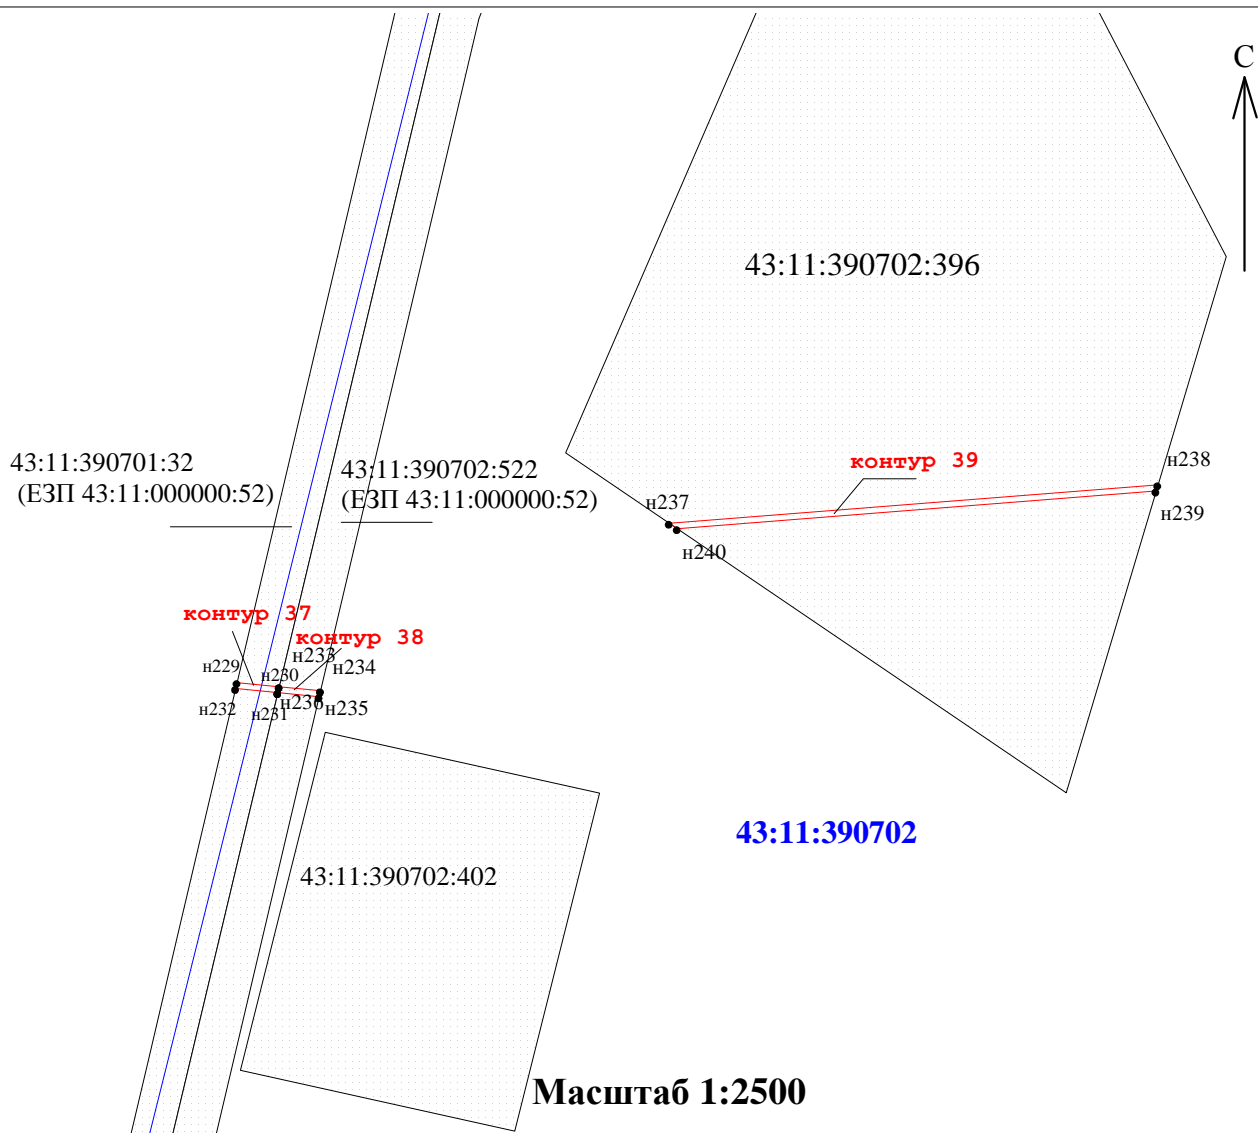 С
43:11:390702:396
43:11:390701:32
(ЕЗП 43:11:000000:52)
43:11:390702:522
(ЕЗП 43:11:000000:52)
контур 39
н238
н237
н239
н240
контур 37
контур 38
н233
н229
н230
н234
н232
н231
н236
н235
43:11:390702
43:11:390702:402
Масштаб 1:2500